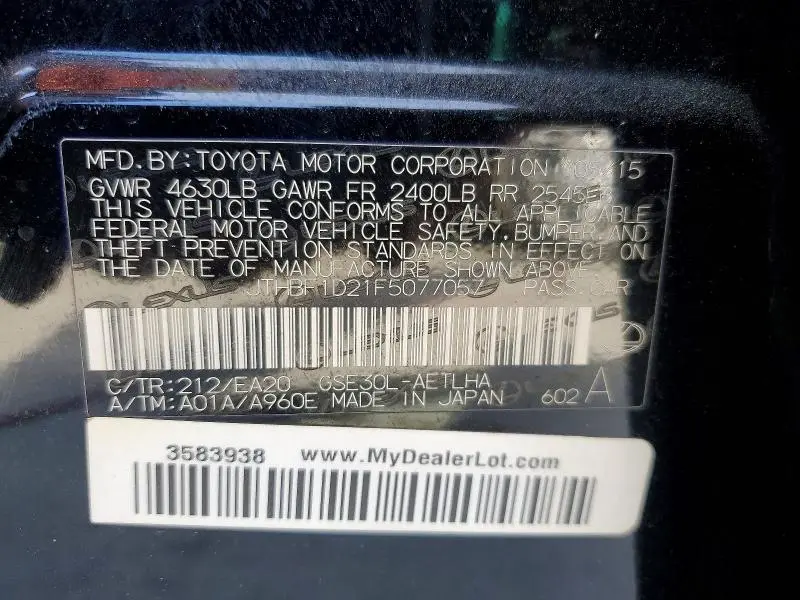 MFD.BY:TOYOTA MOTOR CORPORATION 15
GVWR 4630LB GAWR FR 2400LB RR
THIS VEHICLE CONFORMS TO ALL APPLICABLE
FEDERAL MOTOR VEHICLE SAFETY,BUMPER,AND
THEFT PREVENTION STANDARDS IN EFFECT ON
THE DATE OF MANUFACTURE SHOWN ABOVE.
JTHBF1D21F5077057 PASS.CAR
C/TR:212/EA20 GSE30L-AETLHA
A/TM:A01A/A960E MADE IN JAPAN 602 A
3583938 www.MyDealerLot.com